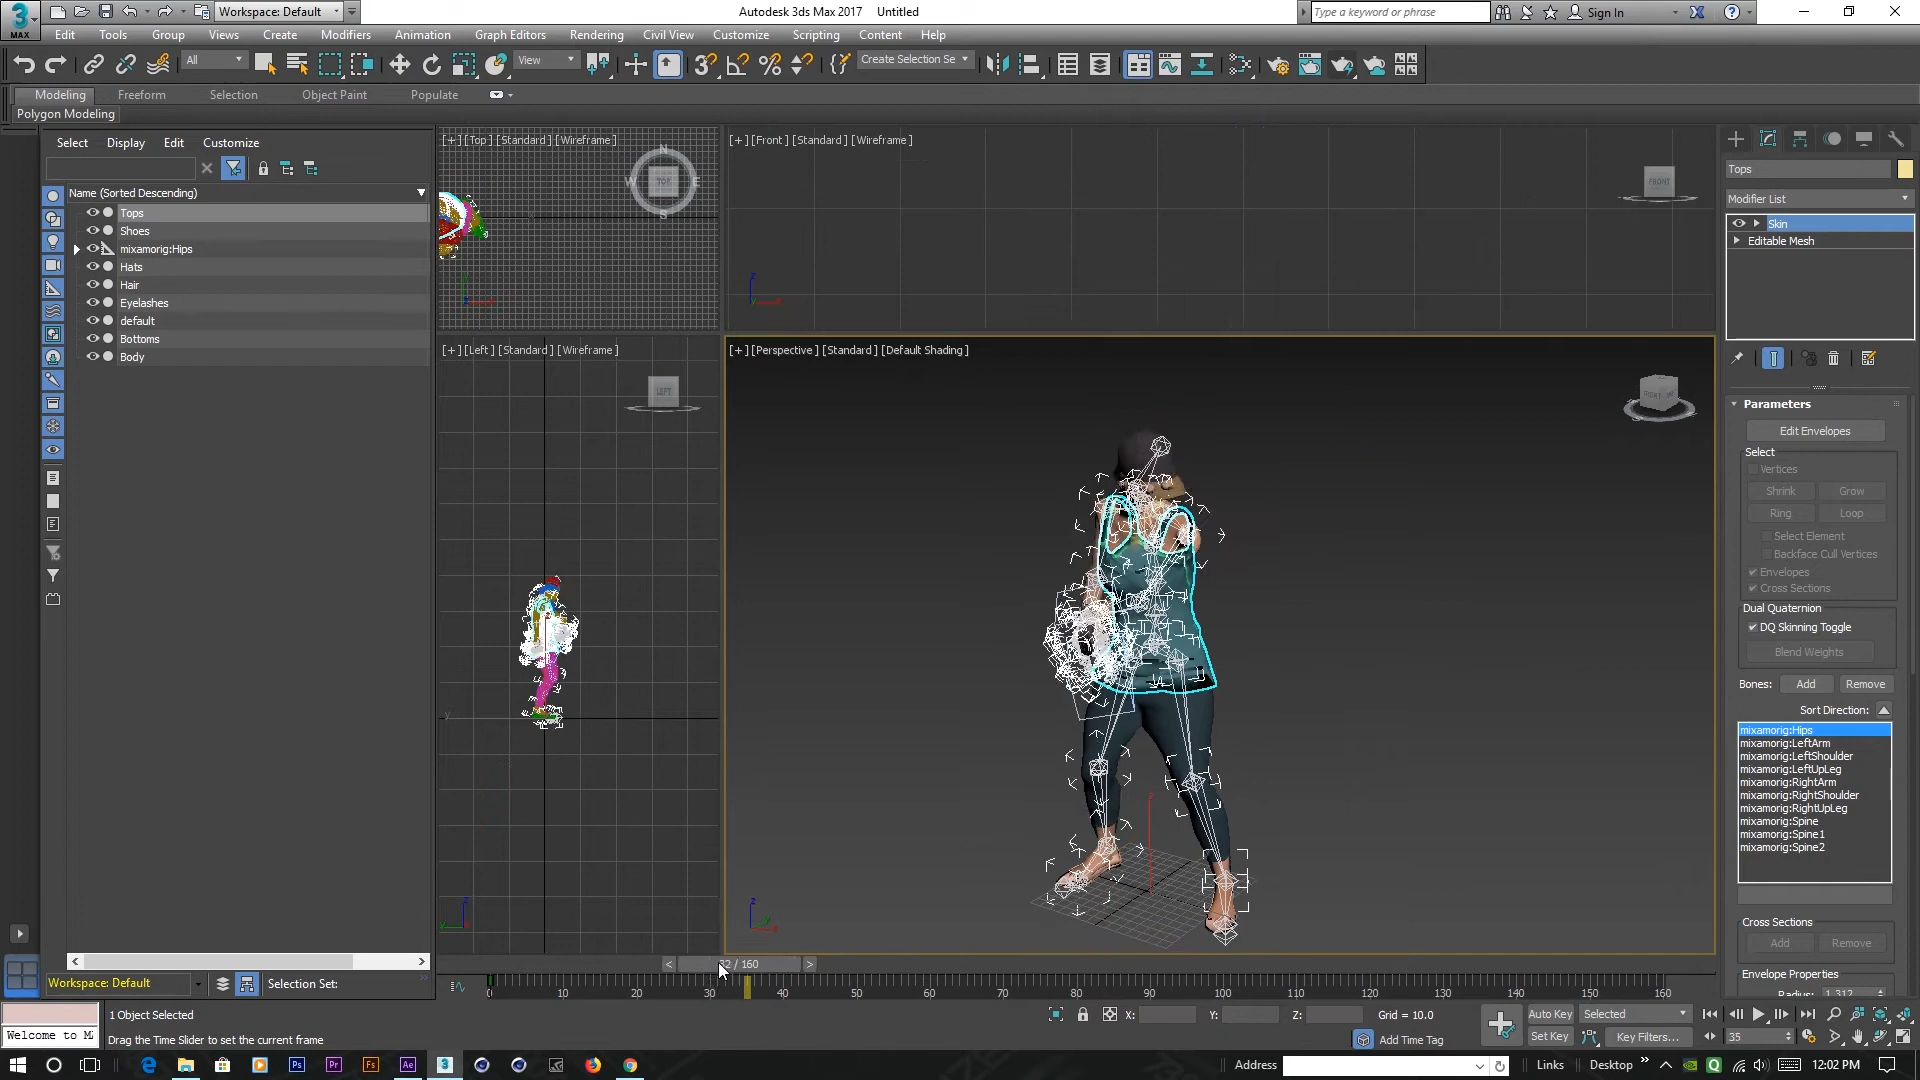 Workspace: Default
Autodesk 3ds Max 2017    Untitled
Type a keyword or phrase
Sign In
MAX
Edit Tools Group Views Create Modifiers Animation Graph Editors Rendering Civil View Customize Scripting Content Help
All
View
Create Selection Se
Modeling Freeform Selection Object Paint Populate
Polygon Modeling
Select Display Edit Customize
Name (Sorted Descending)
Tops
Shoes
mixamorig:Hips
Hats
Hair
Eyelashes
default
Bottoms
Body
[+] [Top] [Standard] [Wireframe]
N
W TOP E
S
[+] [Front] [Standard] [Wireframe]
FRONT
[+] [Left] [Standard] [Wireframe]
LEFT
[+] [Perspective] [Standard] [Default Shading]
Tops
Modifier List
Skin
Editable Mesh
Parameters
Edit Envelopes
Select
Vertices
Shrink Grow
Ring Loop
Select Element
Backface Cull Vertices
Envelopes
Cross Sections
Dual Quaternion
DQ Skinning Toggle
Blend Weights
Bones: Add Remove
Sort Direction:
mixamorig:Hips
mixamorig:LeftArm
mixamorig:LeftShoulder
mixamorig:LeftUpLeg
mixamorig:RightArm
mixamorig:RightShoulder
mixamorig:RightUpLeg
mixamorig:Spine
mixamorig:Spine1
mixamorig:Spine2
Cross Sections
Add Remove
Envelope Properties
Radius: 1.312
< 32 / 160 >
Workspace: Default
Selection Set:
0 10 20 30 40 50 60 70 80 90 100 110 120 130 140 150 160
1 Object Selected
X: Y: Z: Grid = 10.0
Auto Key Selected
Welcome to M
Drag the Time Slider to set the current frame
Add Time Tag
Set Key Key Filters... 35
Address
Links
Desktop
12:02 PM